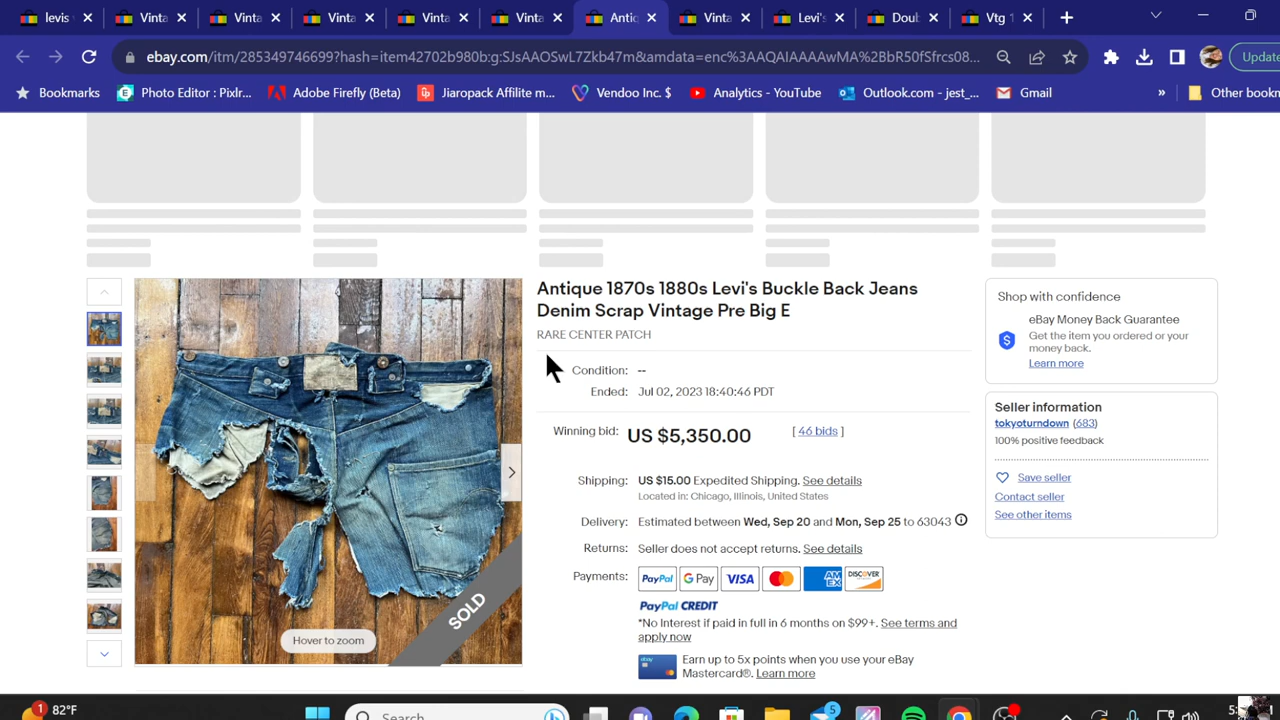 levis
Vinta
Vinta
Vinta
Vinta
Vinta
Antiq
Vinta
Levi's
Doub
Vtg
ebay.com/itm/285349746699?hash=item42702b980b:g:SJsAAOSwL7Zkb47m&amdata=enc%3AAQAIAAAAwMA%2BbR50fSfrcs08...
Update
Bookmarks
Photo Editor : Pixlr...
Adobe Firefly (Beta)
Jiaropack Affilite m...
Vendoo Inc. $
Analytics - YouTube
Outlook.com - jest_...
Gmail
»
Other bookm
Antique 1870s 1880s Levi's Buckle Back Jeans
Denim Scrap Vintage Pre Big E
RARE CENTER PATCH
Condition: --
Ended: Jul 02, 2023 18:40:46 PDT
Winning bid: US $5,350.00 [ 46 bids ]
Shipping: US $15.00 Expedited Shipping. See details
Located in: Chicago, Illinois, United States
Delivery: Estimated between Wed, Sep 20 and Mon, Sep 25 to 63043
Returns: Seller does not accept returns. See details
Payments: PayPal G Pay VISA MasterCard AM EX DISCOVER
PayPal CREDIT
*No Interest if paid in full in 6 months on $99+. See terms and
apply now
Earn up to 5x points when you use your eBay
Mastercard®. Learn more
SOLD
Hover to zoom
Shop with confidence
eBay Money Back Guarantee
Get the item you ordered or your
money back.
Learn more
Seller information
tokyoturndown (683)
100% positive feedback
Save seller
Contact seller
See other items
1
82°F
Search
5